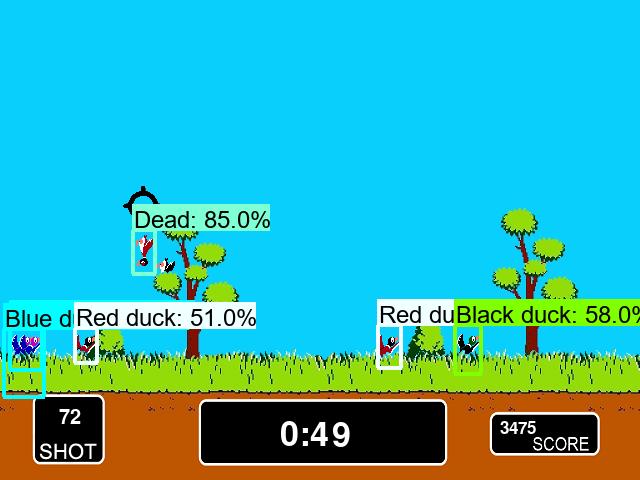 Dead: 85.0%
Blue d
Red duck: 51.0%
Red du
Black duck: 58.0%
72
SHOT
0:49
3475
SCORE